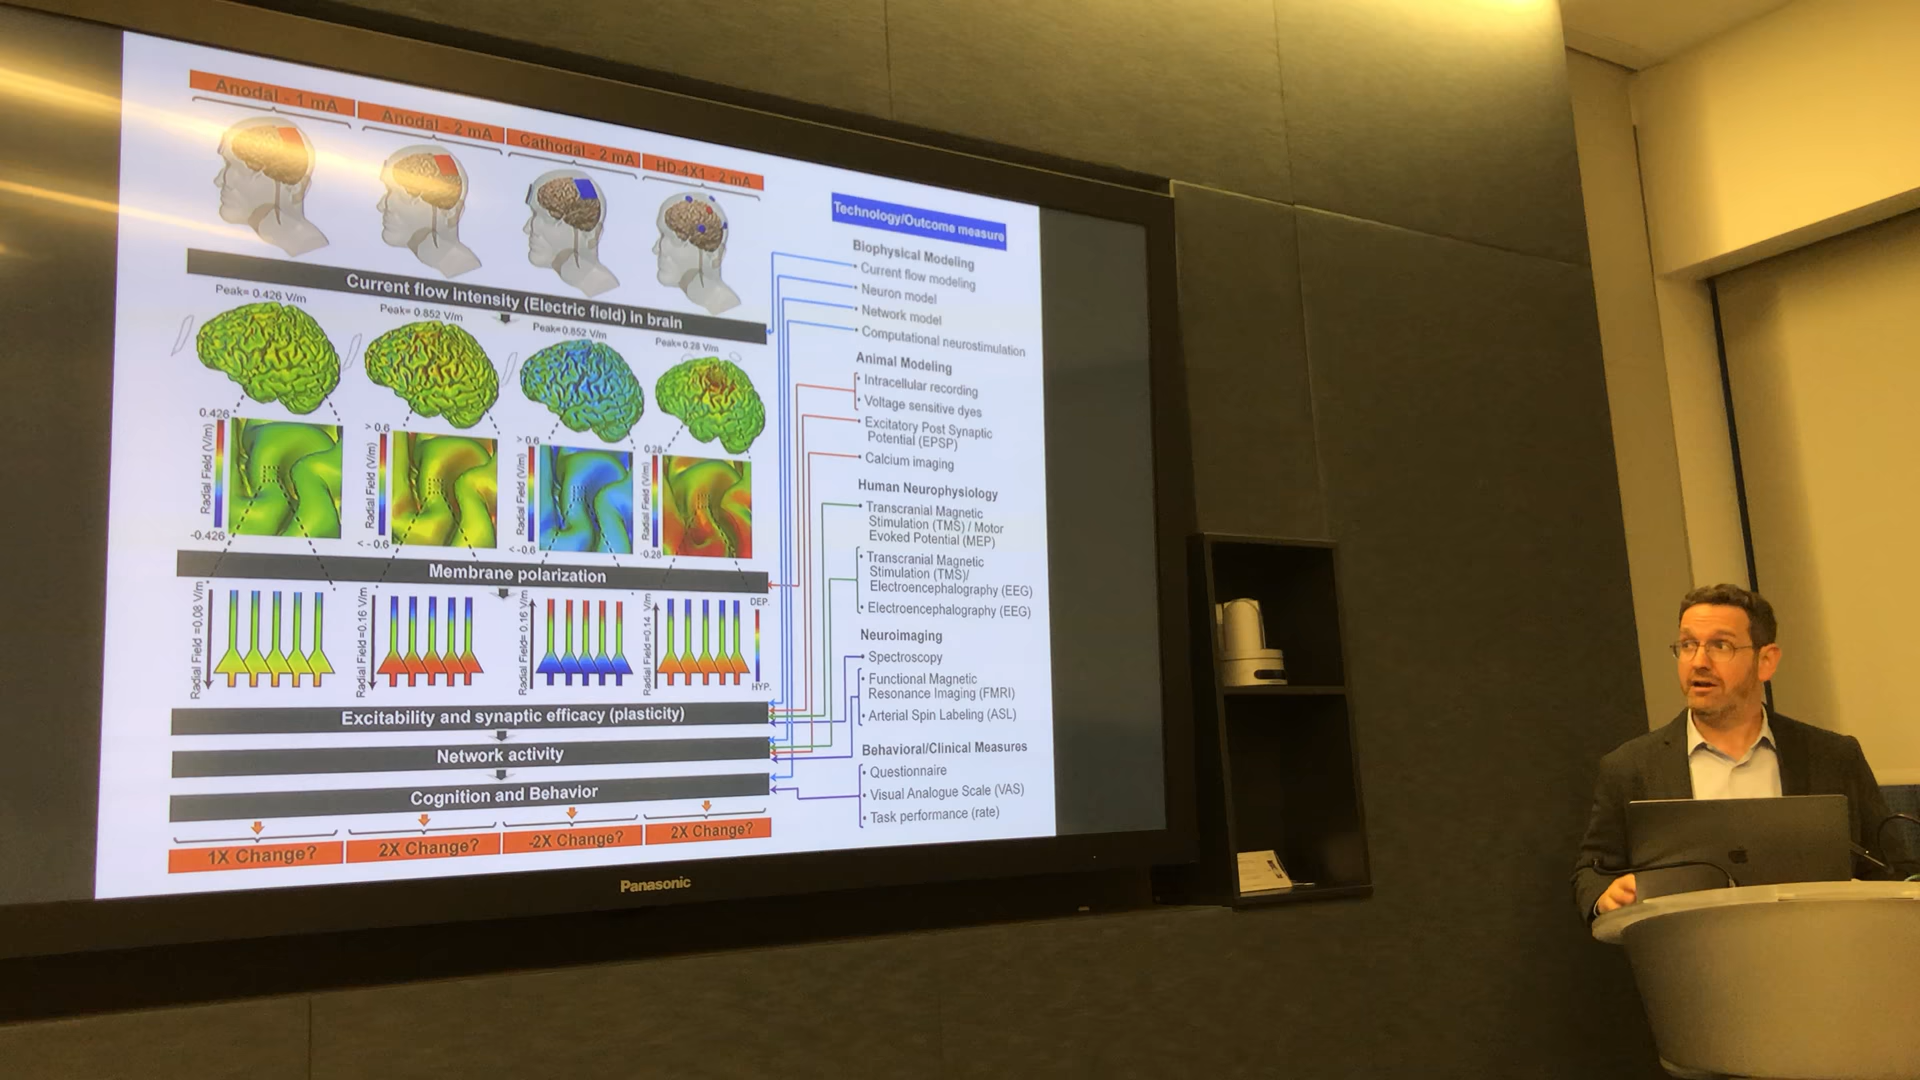 Anodal - 1 mA
Anodal - 2 mA
Cathodal - 2 mA
HD-4X1 - 2 mA
Current flow intensity (Electric field) in brain
Peak= 0.426 V/m
Peak= 0.852 V/m
Peak=0.852 V/m
Peak=0.28 V/m
0.426
Radial Field (V/m)
-0.426
> 0.6
Radial Field (V/m)
< - 0.6
> 0.6
Radial Field (V/m)
< -0.6
0.28
Radial Field (V/m)
-0.28
Membrane polarization
Radial Field =0.08 V/m
Radial Field=0.16 V/m
Radial Field= 0.16 V/m
Radial Field=0.14 V/m
DEP.
HYP.
Excitability and synaptic efficacy (plasticity)
Network activity
Cognition and Behavior
1X Change?
2X Change?
-2X Change?
2X Change?
Technology/Outcome measure
Biophysical Modeling
• Current flow modeling
• Neuron model
• Network model
• Computational neurostimulation
Animal Modeling
• Intracellular recording
• Voltage sensitive dyes
• Excitatory Post Synaptic
Potential (EPSP)
• Calcium imaging
Human Neurophysiology
• Transcranial Magnetic
Stimulation (TMS) / Motor
Evoked Potential (MEP)
• Transcranial Magnetic
Stimulation (TMS)/
Electroencephalography (EEG)
• Electroencephalography (EEG)
Neuroimaging
• Spectroscopy
• Functional Magnetic
Resonance Imaging (FMRI)
• Arterial Spin Labeling (ASL)
Behavioral/Clinical Measures
• Questionnaire
• Visual Analogue Scale (VAS)
• Task performance (rate)
Panasonic